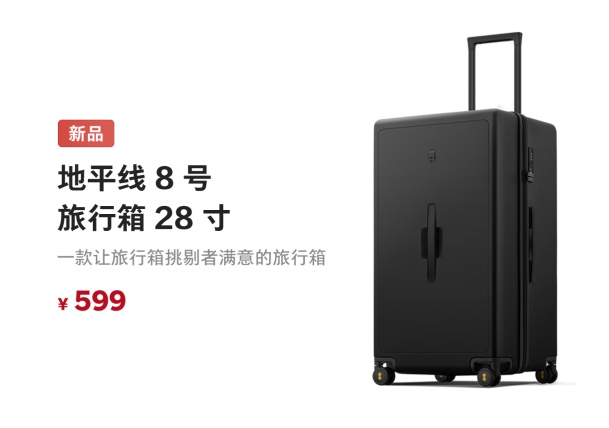 新品
地平线 8 号
旅行箱 28 寸
一款让旅行箱挑剔者满意的旅行箱
¥ 599